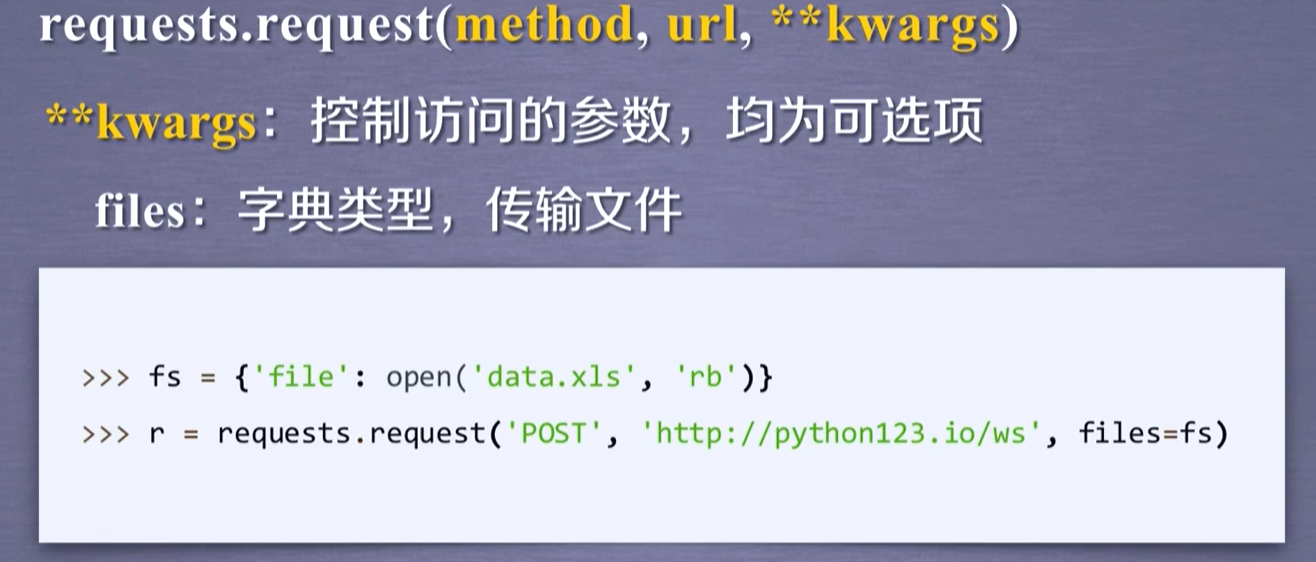 requests.request(method, url, **kwargs)
**kwargs：控制访问的参数，均为可选项
files：字典类型，传输文件
>>> fs = {'file': open('data.xls', 'rb')}
>>> r = requests.request('POST', 'http://python123.io/ws', files=fs)